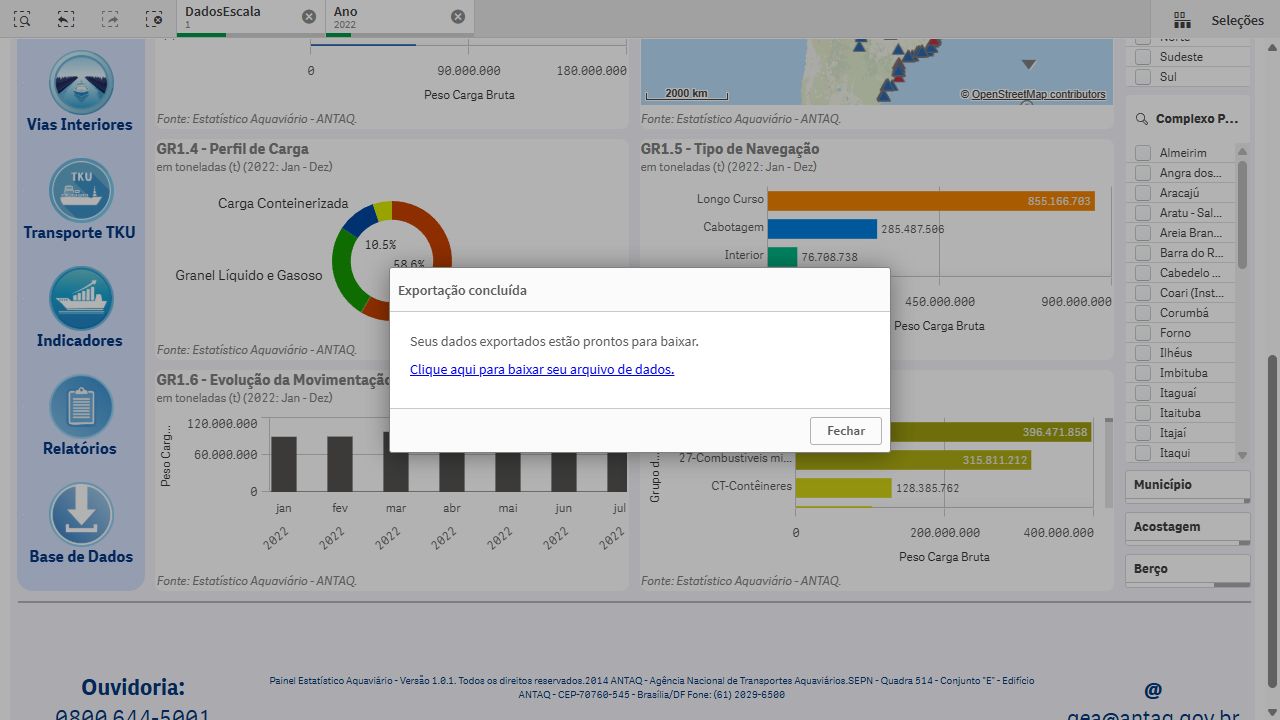 DadosEscala
1
Ano
2022
Seleções
Vias Interiores
TKU
Transporte TKU
Indicadores
Relatórios
Base de Dados
0
90.000.000
180.000.000
Peso Carga Bruta
Fonte: Estatístico Aquaviário - ANTAQ.
2000 km
© OpenStreetMap contributors
Fonte: Estatístico Aquaviário - ANTAQ.
GR1.4 - Perfil de Carga
em toneladas (t) (2022: Jan - Dez)
Carga Conteinerizada
10.5%
58.6%
Granel Líquido e Gasoso
Fonte: Estatístico Aquaviário - ANTAQ.
GR1.5 - Tipo de Navegação
em toneladas (t) (2022: Jan - Dez)
Longo Curso
855.166.703
Cabotagem
285.487.506
Interior
76.708.738
450.000.000
900.000.000
Peso Carga Bruta
Exportação concluída
Seus dados exportados estão prontos para baixar.
Clique aqui para baixar seu arquivo de dados.
Fechar
GR1.6 - Evolução da Movimentaçã
em toneladas (t) (2022: Jan - Dez)
Peso Carg...
120.000.000
60.000.000
0
jan
fev
mar
abr
mai
jun
jul
2022
2022
2022
2022
2022
2022
2022
Fonte: Estatístico Aquaviário - ANTAQ.
Grupo d...
396.471.858
27-Combustíveis mi...
315.811.212
CT-Contêineres
128.385.762
0
200.000.000
400.000.000
Peso Carga Bruta
Fonte: Estatístico Aquaviário - ANTAQ.
Norte
Sudeste
Sul
Complexo P...
Almeirim
Angra dos...
Aracajú
Aratu - Sal...
Areia Bran...
Barra do R...
Cabedelo ...
Coari (Inst...
Corumbá
Forno
Ilhéus
Imbituba
Itaguaí
Itaituba
Itajaí
Itaqui
Município
Acostagem
Berço
Ouvidoria:
0800 644-5001
Painel Estatístico Aquaviário - Versão 1.0.1. Todos os direitos reservados.2014 ANTAQ - Agência Nacional de Transportes Aquaviários.SEPN - Quadra 514 - Conjunto "E" - Edifício
ANTAQ - CEP-70760-545 - Brasília/DF Fone: (61) 2029-6500
@
gea@antaq.gov.br